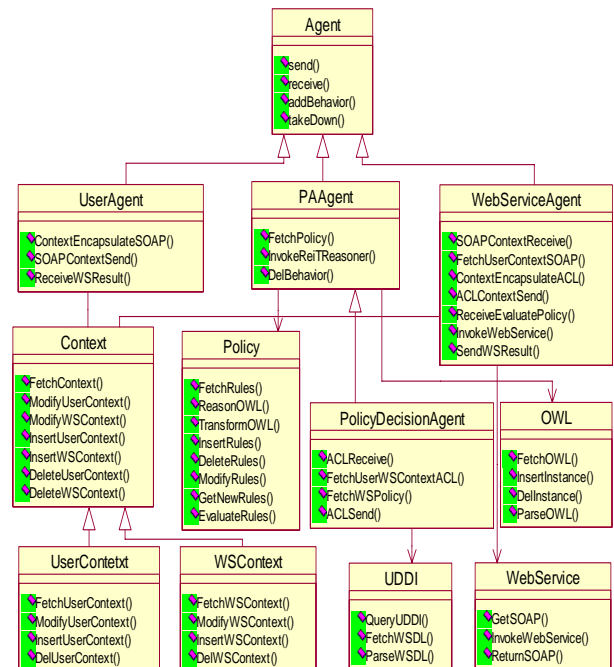 Agent
send()
receive()
addBehavior()
takeDown()
UserAgent
ContextEncapsulateSOAP()
SOAPContextSend()
ReceiveWSResult()
PAAgent
FetchPolicy()
InvokeReiTReasoner()
DelBehavior()
WebServiceAgent
SOAPContextReceive()
FetchUserContextSOAP()
ContextEncapsulateACL()
ACLContextSend()
ReceiveEvaluatePolicy()
InvokeWebService()
SendWSResult()
Context
FetchContext()
ModifyUserContext()
ModifyWSContext()
InsertUserContext()
InsertWSContext()
DeleteUserContext()
DeleteWSContext()
Policy
FetchRules()
ReasonOWL()
TransformOWL()
InsertRules()
DeleteRules()
ModifyRules()
GetNewRules()
EvaluateRules()
PolicyDecisionAgent
ACLReceive()
FetchUserWSContextACL()
FetchWSPolicy()
ACLSend()
OWL
FetchOWL()
InsertInstance()
DelInstance()
ParseOWL()
UserContetxt
FetchUserContext()
ModifyUserContext()
InsertUserContext()
DelUserContext()
WSContext
FetchWSContext()
ModifyWSContext()
InsertWSContext()
DelWSContext()
UDDI
QueryUDDI()
FetchWSDL()
ParseWSDL()
WebService
GetSOAP()
InvokeWebService()
ReturnSOAP()